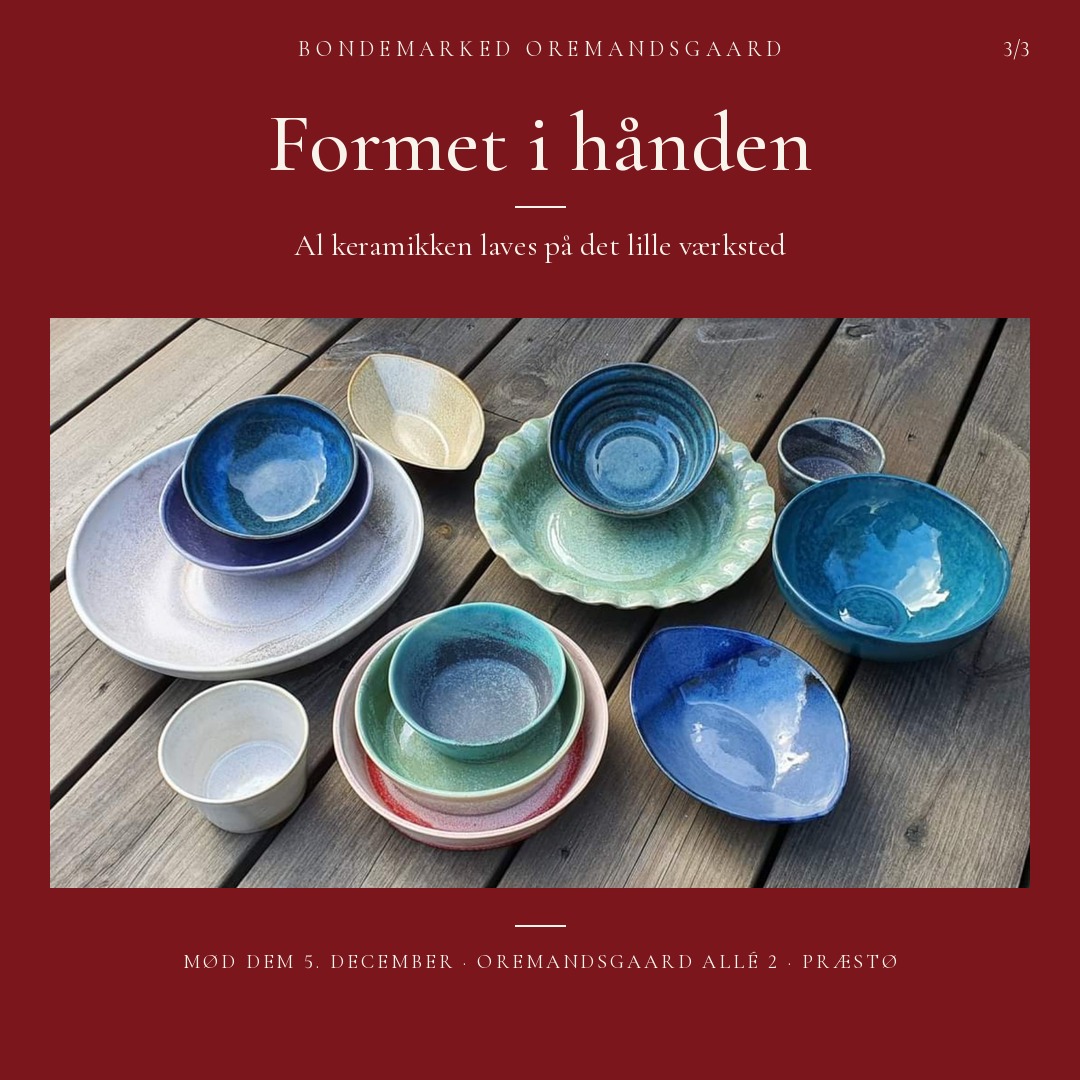 BONDEMARKED OREMANDSGAARD
3/3
Formet i hånden
Al keramikken laves på det lille værksted
MØD DEM 5. DECEMBER · OREMANDSGAARD ALLÉ 2 · PRÆSTØ